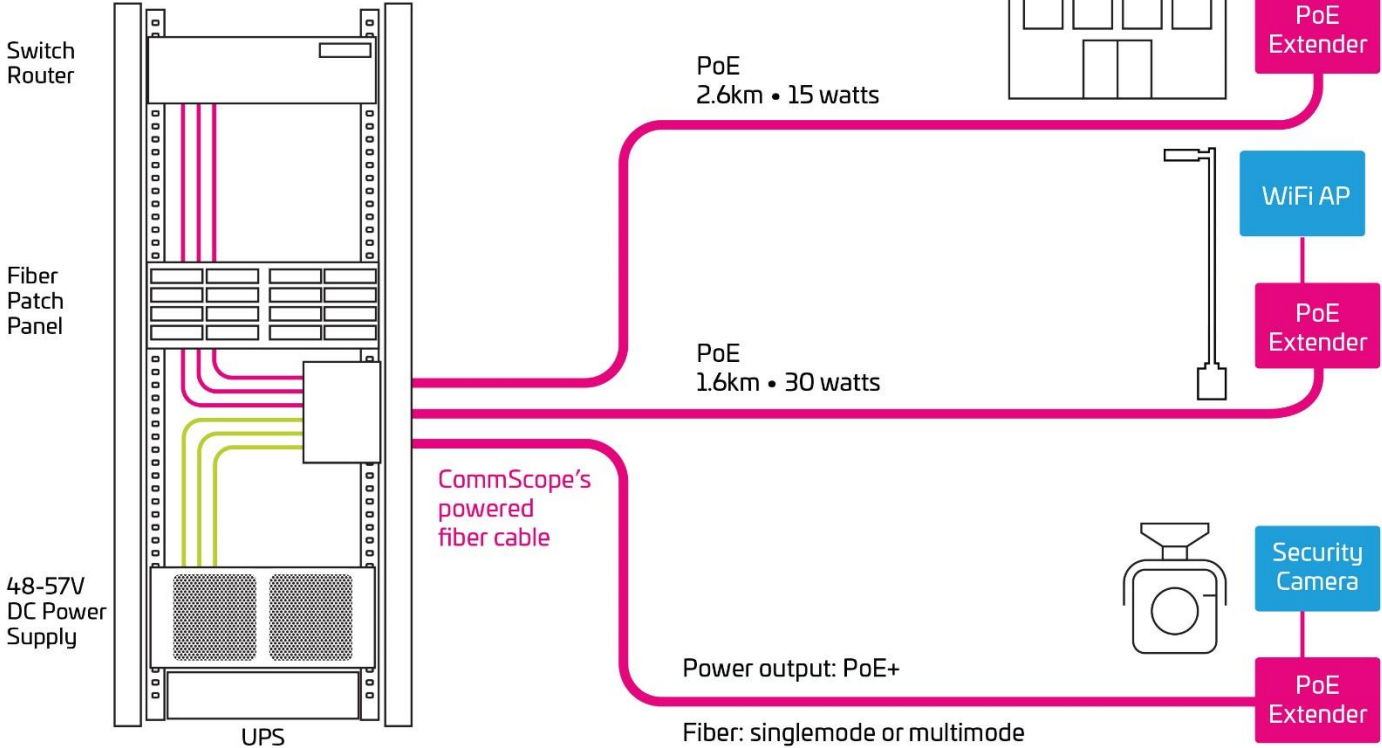 Switch
Router
Fiber
Patch
Panel
48-57V
DC Power
Supply
UPS
CommScope's
powered
fiber cable
PoE
2.6km • 15 watts
PoE
Extender
WiFi AP
PoE
Extender
PoE
1.6km • 30 watts
Security
Camera
PoE
Extender
Power output: PoE+
Fiber: singlemode or multimode